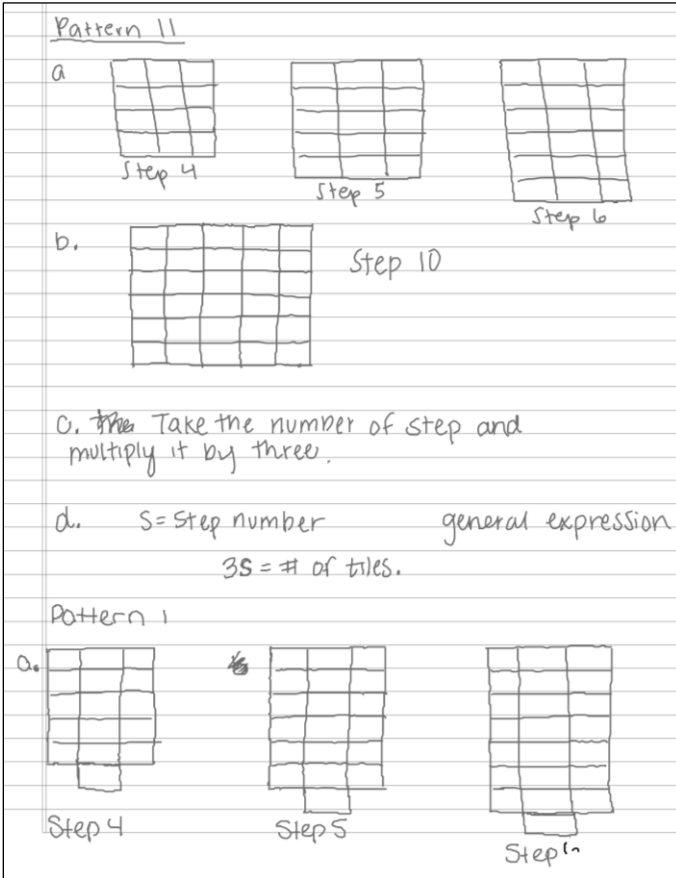 Pattern 11
a
Step 4 Step 5 Step 6
b.
Step 10
c. Take the number of step and
multiply it by three.
d. S = Step number general expression
3S = # of tiles.
Pattern 1
a.
Step 4 Step 5 Step 6